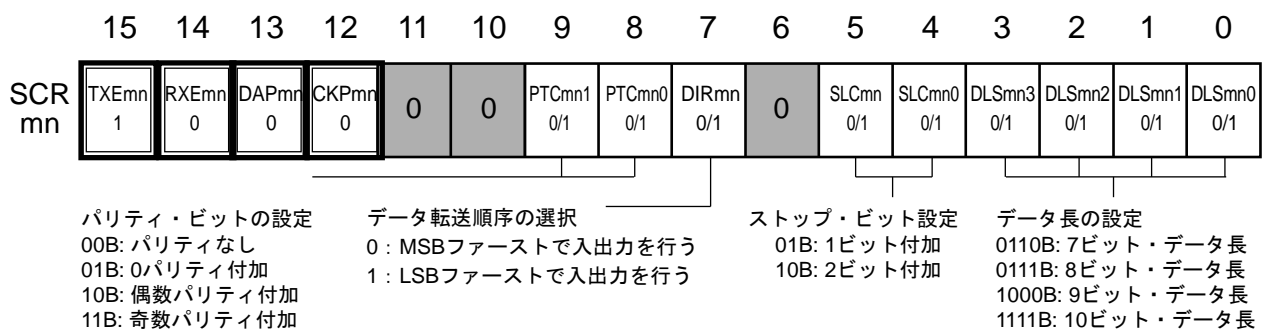 15 14 13 12 11 10 9 8 7 6 5 4 3 2 1 0
SCR
mn
TXEmn RXEmn DAPmn CKPmn 0 0 PTCmn1 PTCmn0 DIRmn 0 SLCmn SLCmn0 DLSmn3 DLSmn2 DLSmn1 DLSmn0
1 0 0 0 0/1 0/1 0/1 0/1 0/1 0/1 0/1 0/1 0/1
パリティ・ビットの設定
00B: パリティなし
01B: 0パリティ付加
10B: 偶数パリティ付加
11B: 奇数パリティ付加
データ転送順序の選択
0 : MSBファーストで入出力を行う
1 : LSBファーストで入出力を行う
ストップ・ビット設定
01B: 1ビット付加
10B: 2ビット付加
データ長の設定
0110B: 7ビット・データ長
0111B: 8ビット・データ長
1000B: 9ビット・データ長
1111B: 10ビット・データ長